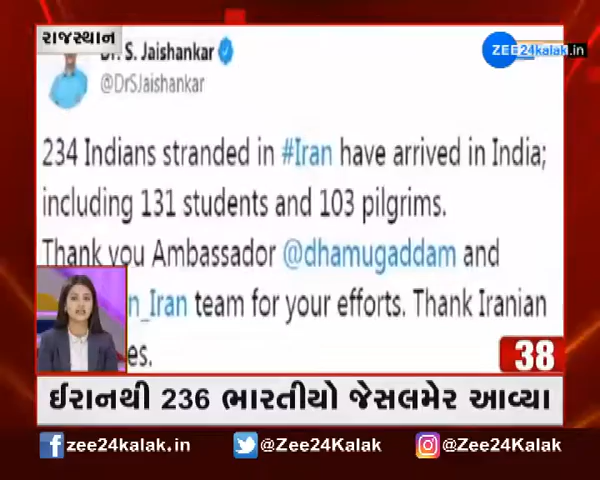 રાજસ્થાન
Dr. S. Jaishankar
@DrSJaishankar
ZEE24kalak.in
234 Indians stranded in #Iran have arrived in India;
including 131 students and 103 pilgrims.
Thank you Ambassador @dhamugaddam and
n_Iran team for your efforts. Thank Iranian
es.
38
ઈરાનથી 236 ભારતીયો જેસલમેર આવ્યા
zee24kalak.in
@Zee24Kalak
@Zee24Kalak